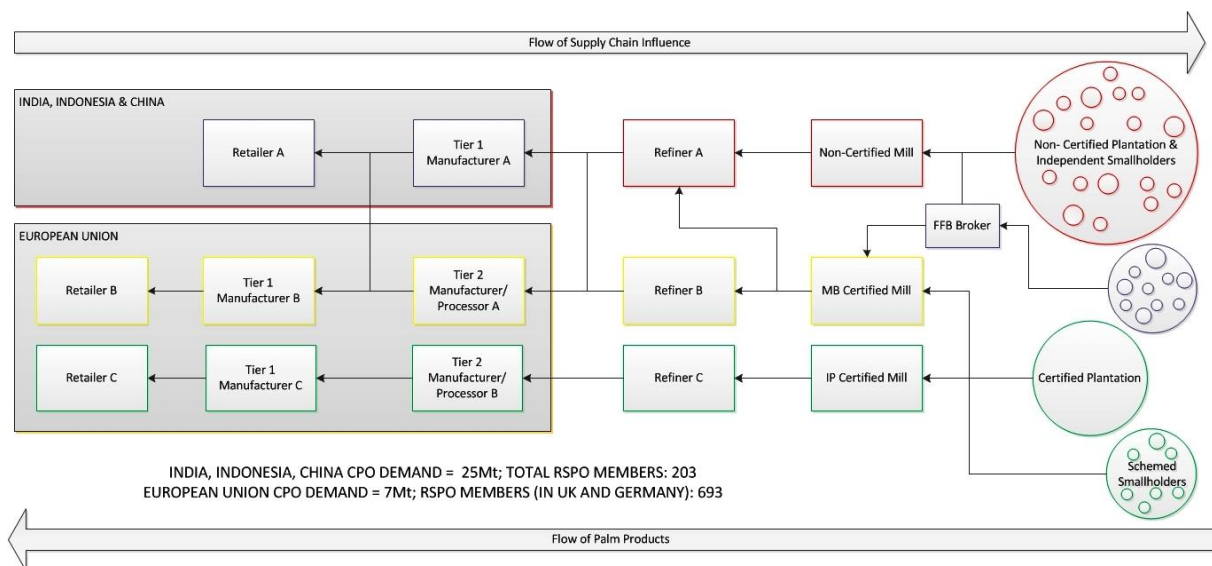 Flow of Supply Chain Influence
INDIA, INDONESIA & CHINA
Retailer A
Tier 1
Manufacturer A
Refiner A
Non-Certified Mill
Non- Certified Plantation &
Independent Smallholders
FFB Broker
EUROPEAN UNION
Retailer B
Tier 1
Manufacturer B
Tier 2
Manufacturer/
Processor A
Refiner B
MB Certified Mill
Retailer C
Tier 1
Manufacturer C
Tier 2
Manufacturer/
Processor B
Refiner C
IP Certified Mill
Certified Plantation
Schemed
Smallholders
INDIA, INDONESIA, CHINA CPO DEMAND = 25Mt; TOTAL RSPO MEMBERS: 203
EUROPEAN UNION CPO DEMAND = 7Mt; RSPO MEMBERS (IN UK AND GERMANY): 693
Flow of Palm Products